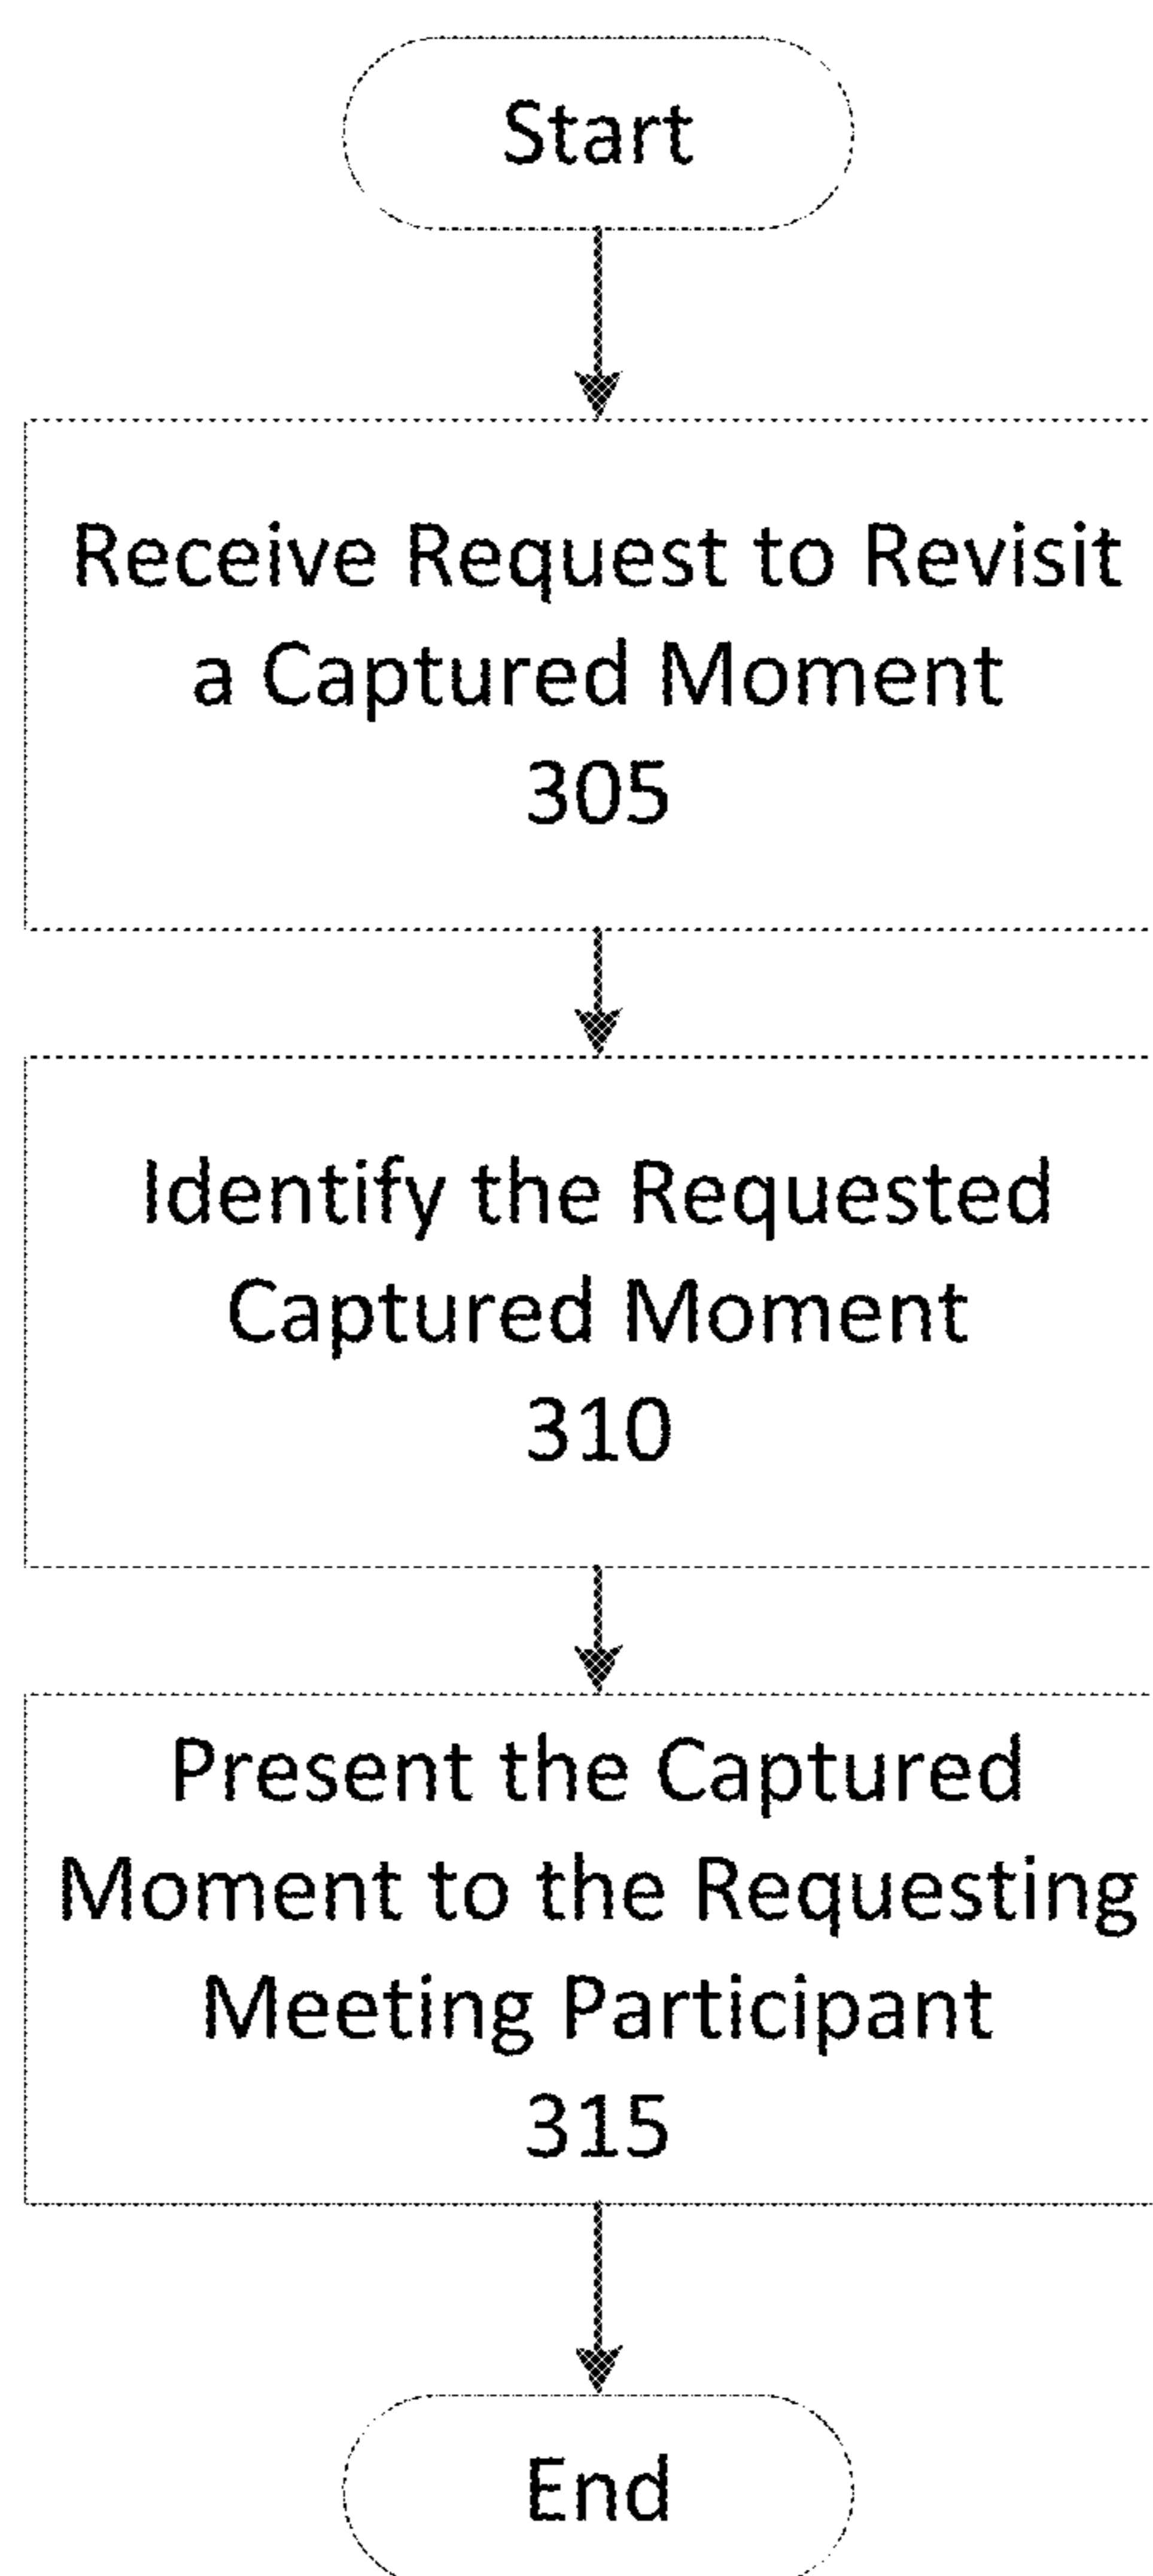 Start
Receive Request to Revisit
a Captured Moment
305
Identify the Requested
Captured Moment
310
Present the Captured
Moment to the Requesting
Meeting Participant
315
End